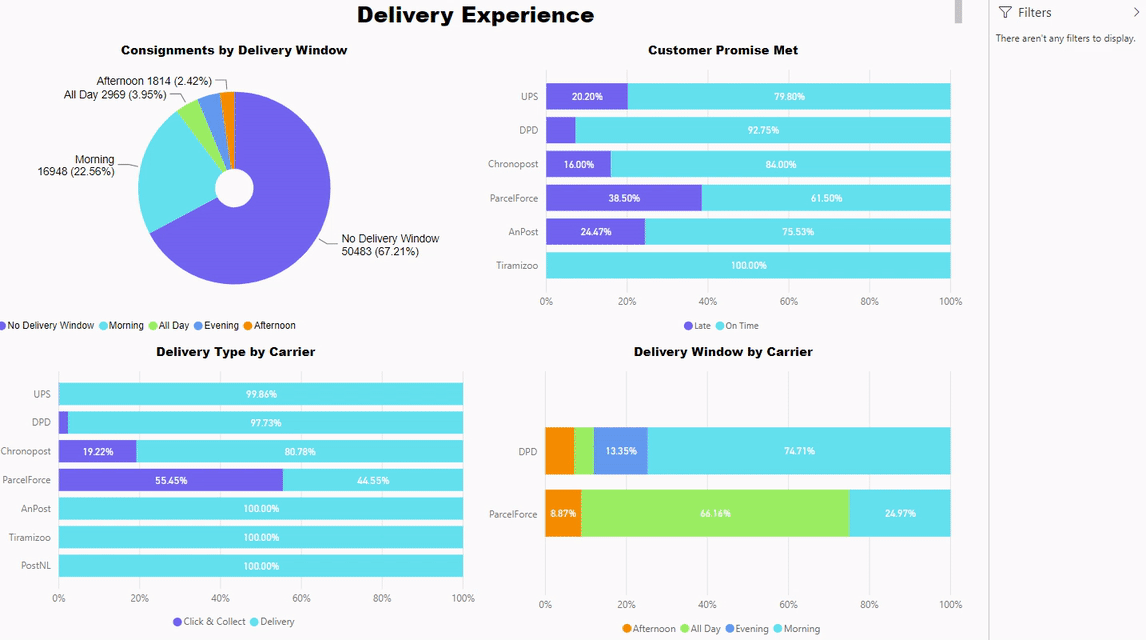 Delivery Experience
Filters
There aren't any filters to display.
Consignments by Delivery Window
Afternoon 1814 (2.42%)
All Day 2969 (3.95%)
Morning
16948 (22.56%)
No Delivery Window
50483 (67.21%)
No Delivery Window Morning All Day Evening Afternoon
Customer Promise Met
UPS 20.20% 79.80%
DPD 92.75%
Chronopost 16.00% 84.00%
ParcelForce 38.50% 61.50%
AnPost 24.47% 75.53%
Tiramizoo 100.00%
0% 20% 40% 60% 80% 100%
Late On Time
Delivery Type by Carrier
UPS 99.86%
DPD 97.73%
Chronopost 19.22% 80.78%
ParcelForce 55.45% 44.55%
AnPost 100.00%
Tiramizoo 100.00%
PostNL 100.00%
0% 20% 40% 60% 80% 100%
Click & Collect Delivery
Delivery Window by Carrier
DPD 13.35% 74.71%
ParcelForce 8.87% 66.16% 24.97%
0% 20% 40% 60% 80% 100%
Afternoon All Day Evening Morning